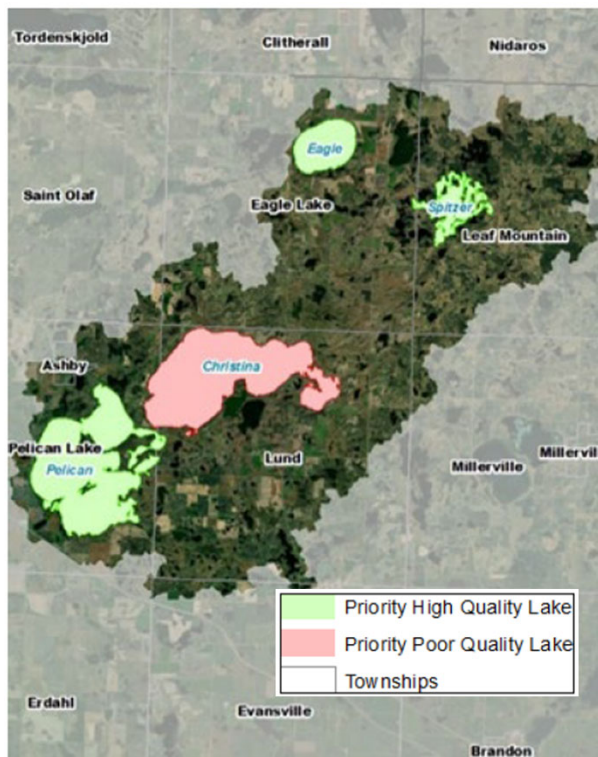 Tordenskjold
Clitherall
Nidaros
Eagle
Saint Olaf
Eagle Lake
Spitzer
Leaf Mountain
Ashby
Christina
Pelican Lake
Pelican
Lund
Millerville
Millervil
Priority High Quality Lake
Priority Poor Quality Lake
Townships
Erdahl
Evansville
Brandon